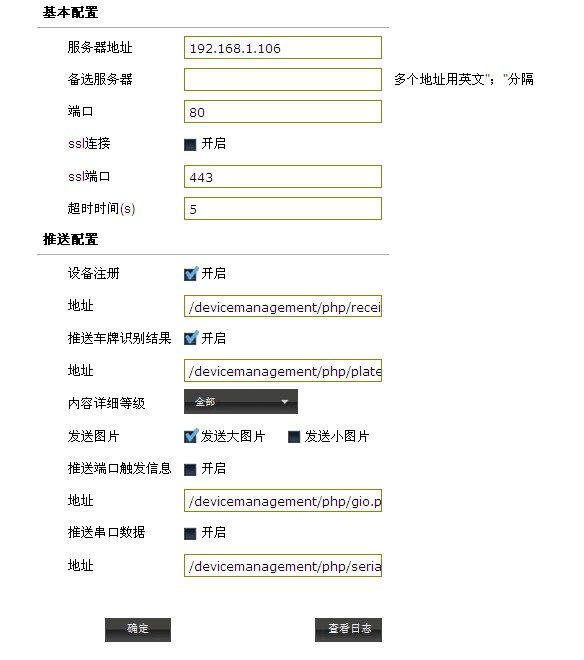 基本配置
服务器地址 192.168.1.106
备选服务器 多个地址用英文"；"分隔
端口 80
ssl连接 开启
ssl端口 443
超时时间(s) 5
推送配置
设备注册 开启
地址 /devicemanagement/php/recei
推送车牌识别结果 开启
地址 /devicemanagement/php/plate
内容详细等级 全部
发送图片 发送大图片 发送小图片
推送端口触发信息 开启
地址 /devicemanagement/php/gio.p
推送串口数据 开启
地址 /devicemanagement/php/seria
确定 查看日志